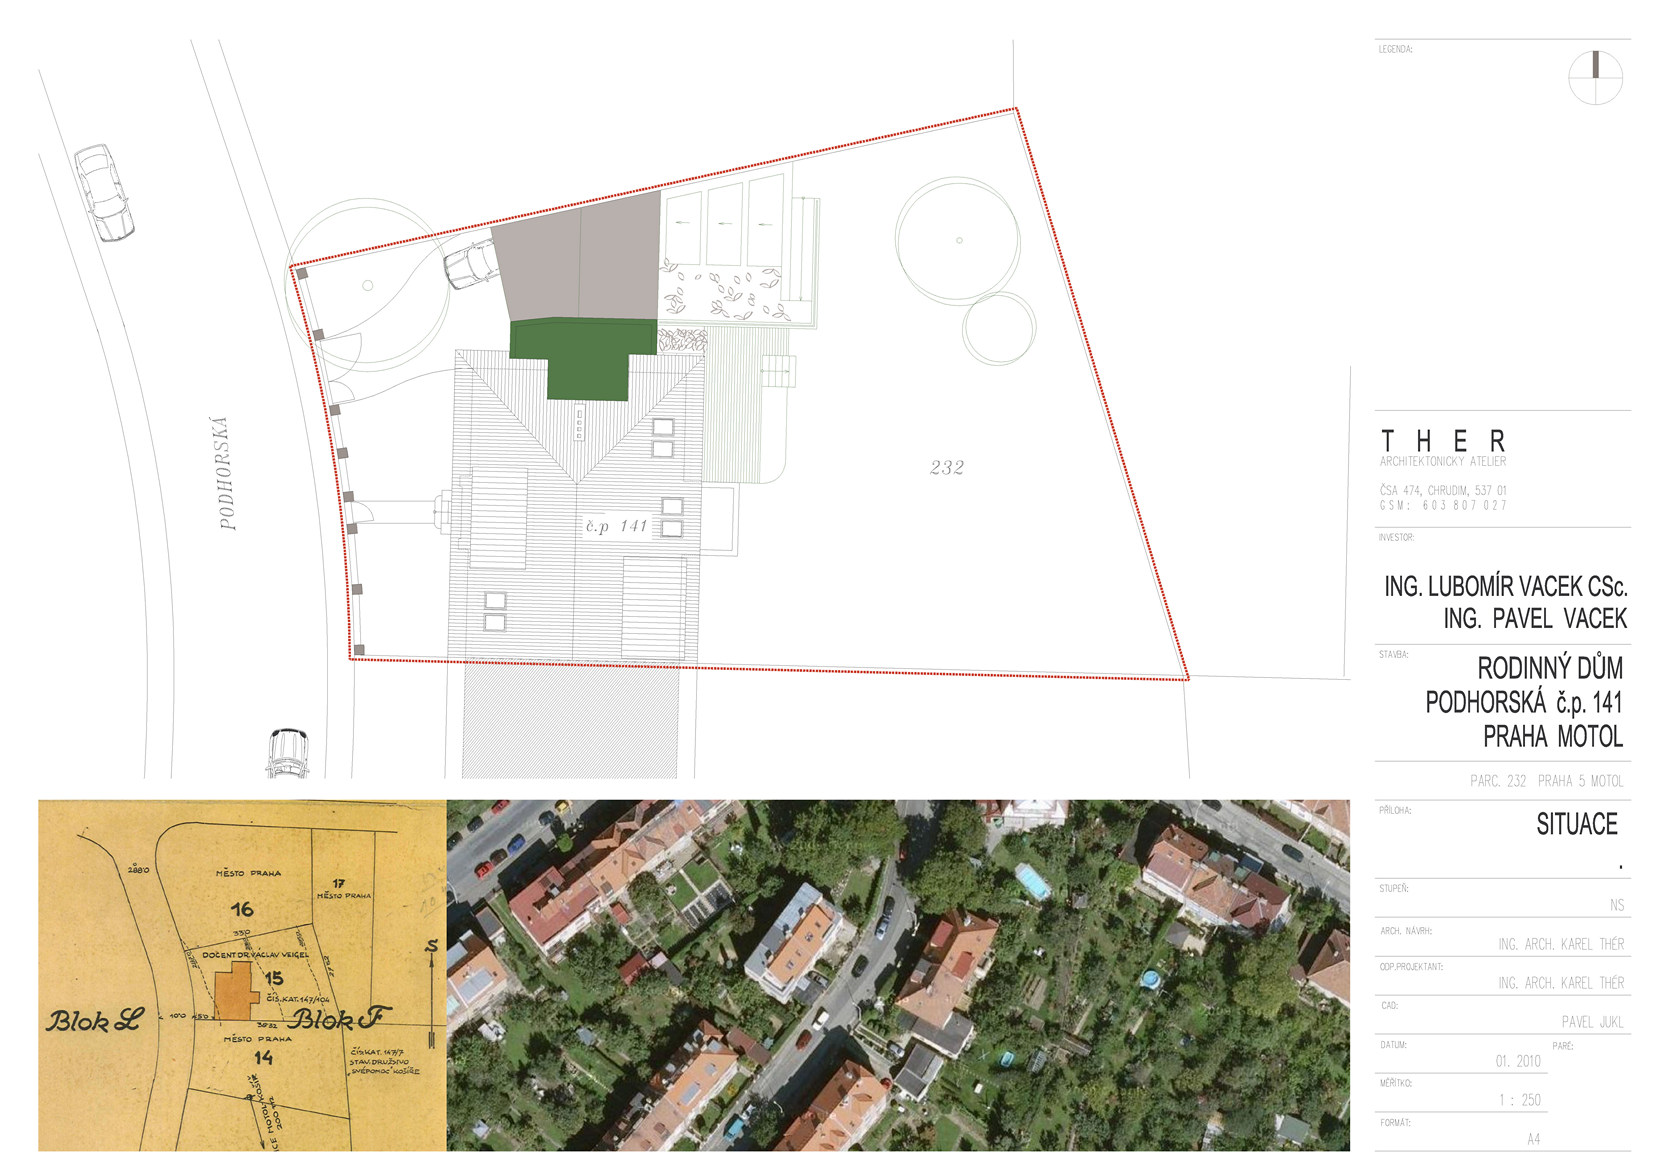 PODHORSKÁ
232
č.p 141
LEGENDA:
T H E R
ARCHITEKTONICKÝ ATELIER
ČSA 474, CHRUDIM, 537 01
GSM: 603 807 027
INVESTOR:
ING. LUBOMÍR VACEK CSc.
ING. PAVEL VACEK
STAVBA:
RODINNÝ DŮM
PODHORSKÁ č.p. 141
PRAHA MOTOL
PARC. 232 PRAHA 5 MOTOL
PŘÍLOHA:
SITUACE
.
STUPEŇ:
NS
ARCH. NÁVRH:
ING. ARCH. KAREL THÉR
ODP.PROJEKTANT:
ING. ARCH. KAREL THÉR
CAD:
PAVEL JUKL
DATUM:
PARÉ:
01. 2010
MĚŘÍTKO:
1 : 250
FORMÁT:
A4
MĚSTO PRAHA
17
MĚSTO PRAHA
16
330
DOCENT DR. VÁCLAV VEIGEL
15
ČÍS.KAT.147/104
S
Blok L
Blok F
MĚSTO PRAHA
14
ČÍS.KAT. 147/7
STAV.DRUŽSTVO
"SVÉPOMOC" KOŠÍŘE